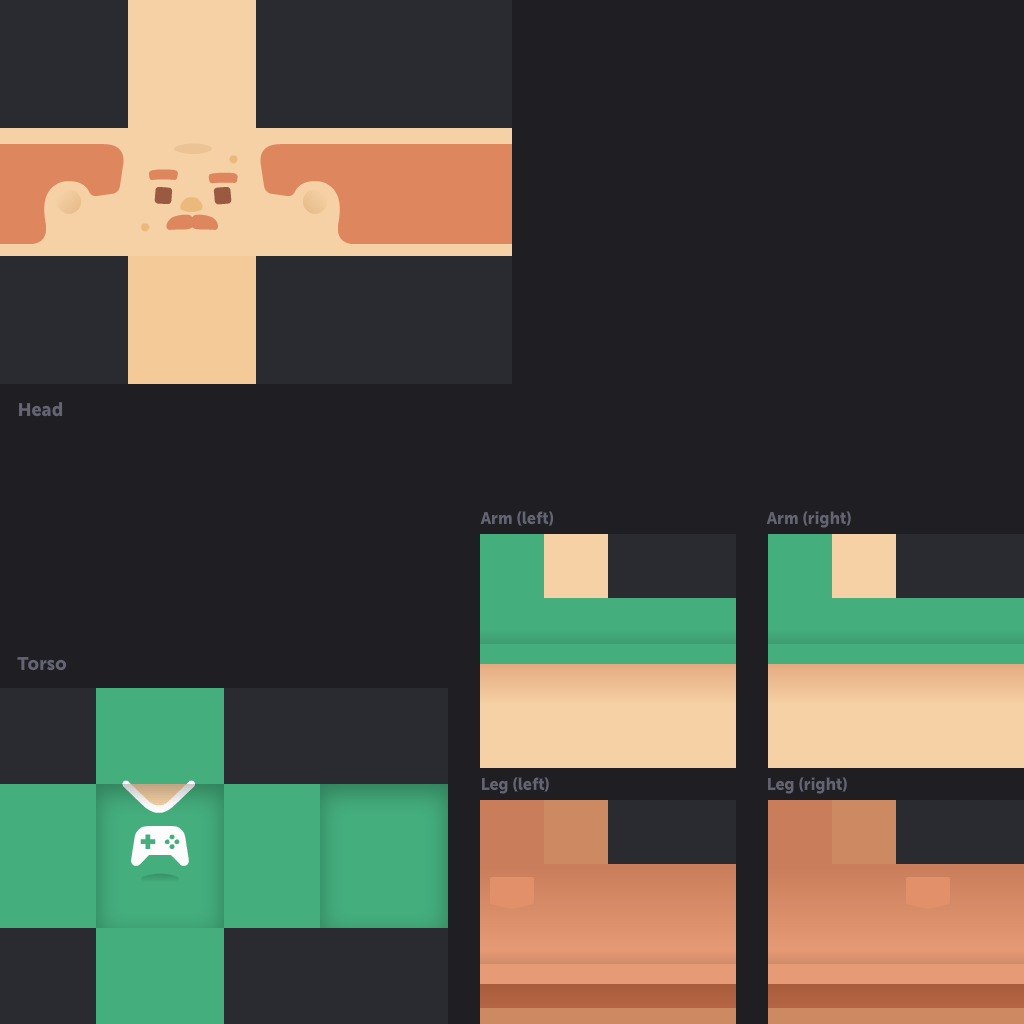 Head
Arm (left)
Arm (right)
Torso
Leg (left)
Leg (right)